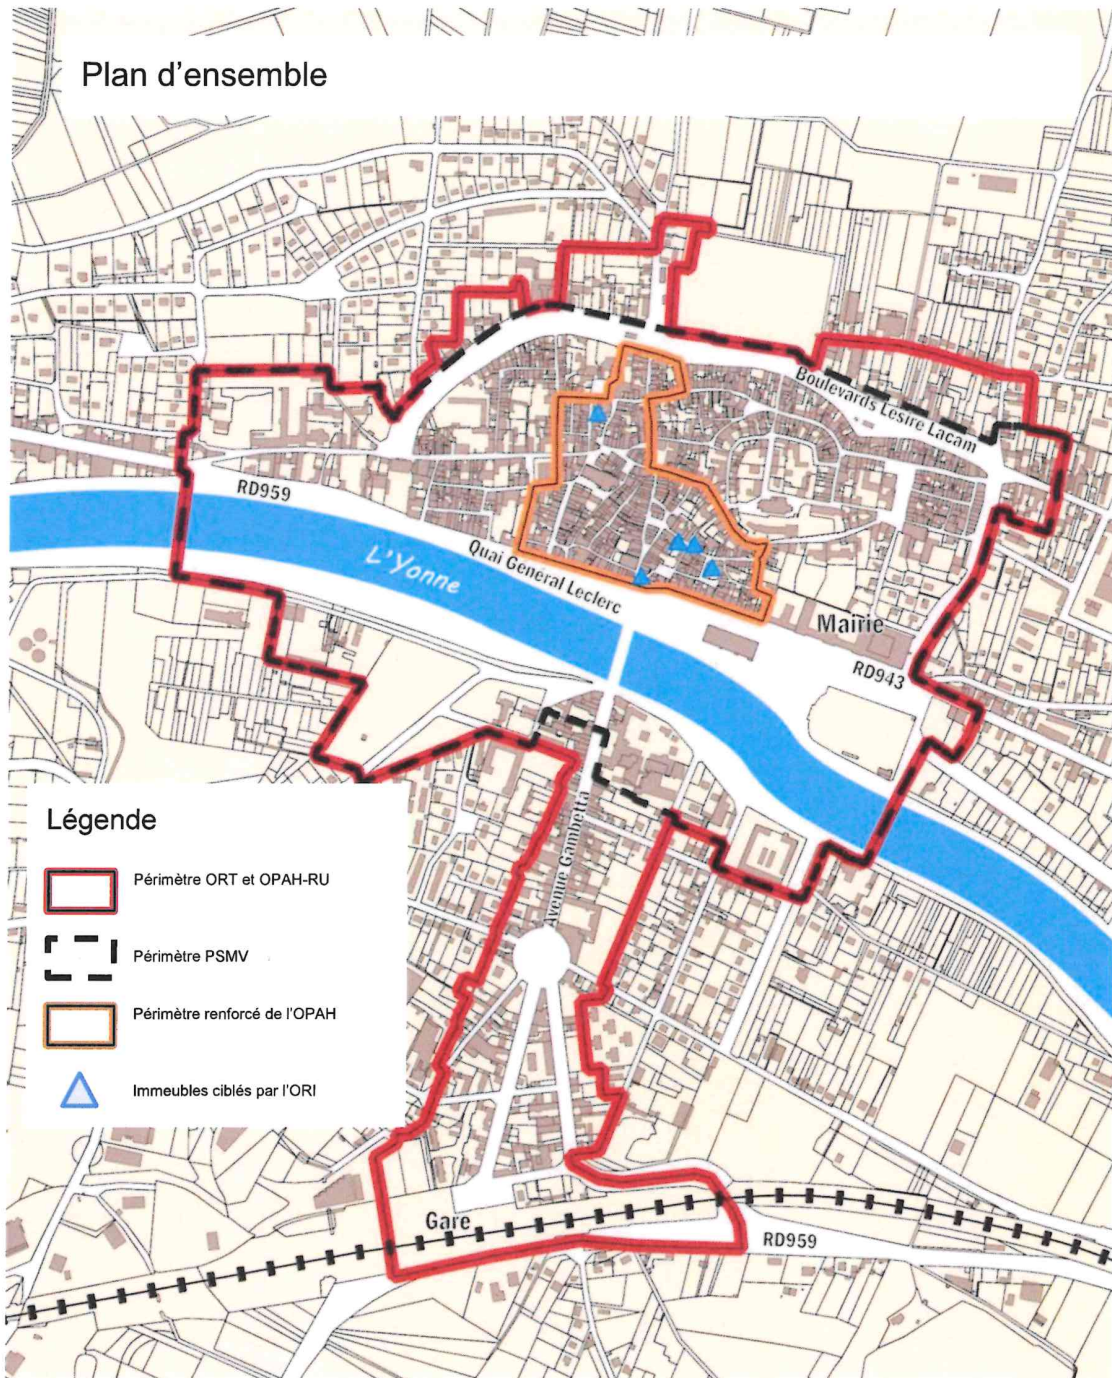 Plan d'ensemble
Boulevards Lesire Lacam
RD959
L'Yonne
Quai Général Leclerc
Mairie
RD943
Avenue Gambetta
Légende
Périmètre ORT et OPAH-RU
Périmètre PSMV
Périmètre renforcé de l'OPAH
Immeubles ciblés par l'ORI
Gare
RD959